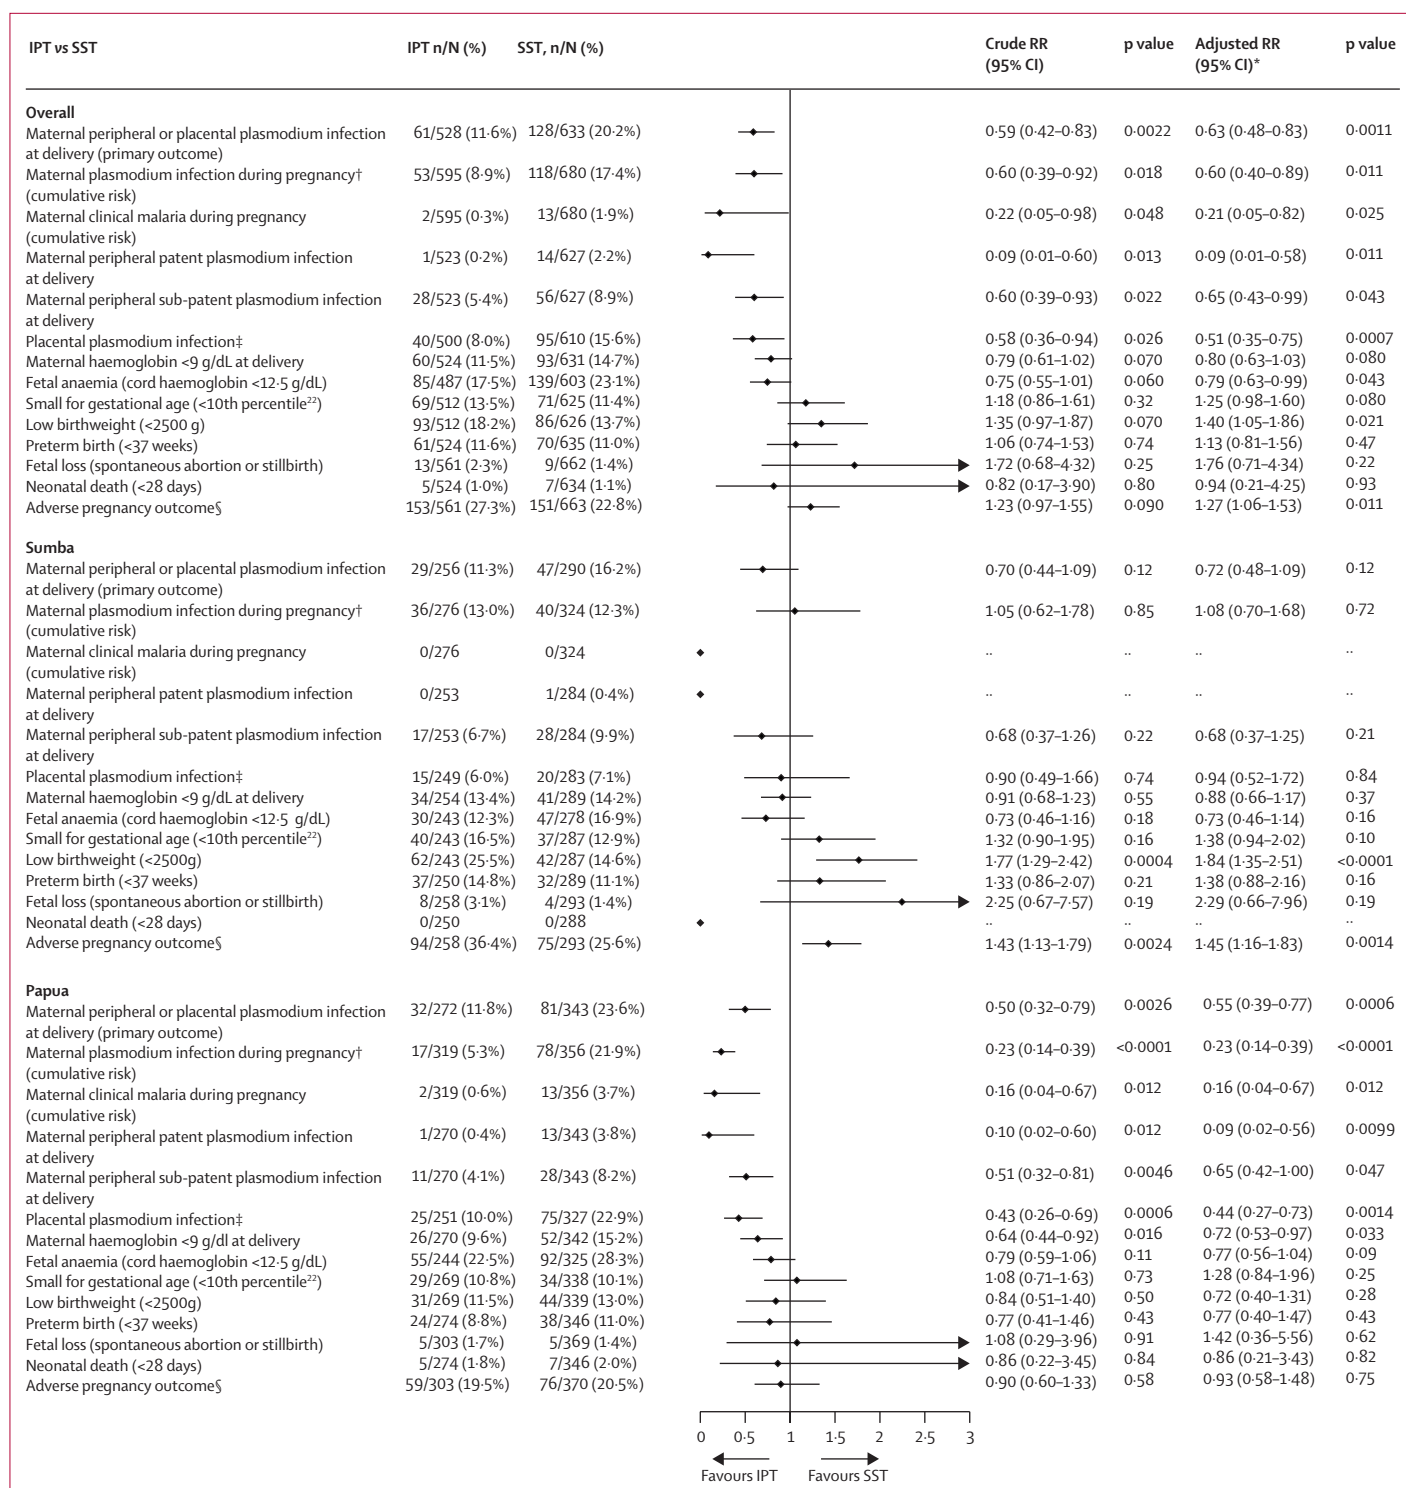 IPT vs SST IPT n/N (%) SST, n/N (%) Crude RR (95% CI) p value Adjusted RR (95% CI)* p value
Overall
Maternal peripheral or placental plasmodium infection 61/528 (11·6%) 128/633 (20·2%) 0·59 (0·42–0·83) 0·0022 0·63 (0·48–0·83) 0·0011
at delivery (primary outcome)
Maternal plasmodium infection during pregnancy† 53/595 (8·9%) 118/680 (17·4%) 0·60 (0·39–0·92) 0·018 0·60 (0·40–0·89) 0·011
(cumulative risk)
Maternal clinical malaria during pregnancy 2/595 (0·3%) 13/680 (1·9%) 0·22 (0·05–0·98) 0·048 0·21 (0·05–0·82) 0·025
(cumulative risk)
Maternal peripheral patent plasmodium infection 1/523 (0·2%) 14/627 (2·2%) 0·09 (0·01–0·60) 0·013 0·09 (0·01–0·58) 0·011
at delivery
Maternal peripheral sub-patent plasmodium infection 28/523 (5·4%) 56/627 (8·9%) 0·60 (0·39–0·93) 0·022 0·65 (0·43–0·99) 0·043
at delivery
Placental plasmodium infection‡ 40/500 (8·0%) 95/610 (15·6%) 0·58 (0·36–0·94) 0·026 0·51 (0·35–0·75) 0·0007
Maternal haemoglobin <9 g/dL at delivery 60/524 (11·5%) 93/631 (14·7%) 0·79 (0·61–1·02) 0·070 0·80 (0·63–1·03) 0·080
Fetal anaemia (cord haemoglobin <12·5 g/dL) 85/487 (17·5%) 139/603 (23·1%) 0·75 (0·55–1·01) 0·060 0·79 (0·63–0·99) 0·043
Small for gestational age (<10th percentile²²) 69/512 (13·5%) 71/625 (11·4%) 1·18 (0·86–1·61) 0·32 1·25 (0·98–1·60) 0·080
Low birthweight (<2500 g) 93/512 (18·2%) 86/626 (13·7%) 1·35 (0·97–1·87) 0·070 1·40 (1·05–1·86) 0·021
Preterm birth (<37 weeks) 61/524 (11·6%) 70/635 (11·0%) 1·06 (0·74–1·53) 0·74 1·13 (0·81–1·56) 0·47
Fetal loss (spontaneous abortion or stillbirth) 13/561 (2·3%) 9/662 (1·4%) 1·72 (0·68–4·32) 0·25 1·76 (0·71–4·34) 0·22
Neonatal death (<28 days) 5/524 (1·0%) 7/634 (1·1%) 0·82 (0·17–3·90) 0·80 0·94 (0·21–4·25) 0·93
Adverse pregnancy outcome§ 153/561 (27·3%) 151/663 (22·8%) 1·23 (0·97–1·55) 0·090 1·27 (1·06–1·53) 0·011
Sumba
Maternal peripheral or placental plasmodium infection 29/256 (11·3%) 47/290 (16·2%) 0·70 (0·44–1·09) 0·12 0·72 (0·48–1·09) 0·12
at delivery (primary outcome)
Maternal plasmodium infection during pregnancy† 36/276 (13·0%) 40/324 (12·3%) 1·05 (0·62–1·78) 0·85 1·08 (0·70–1·68) 0·72
(cumulative risk)
Maternal clinical malaria during pregnancy 0/276 0/324 ·· ·· ·· ··
(cumulative risk)
Maternal peripheral patent plasmodium infection 0/253 1/284 (0·4%) ·· ·· ·· ··
at delivery
Maternal peripheral sub-patent plasmodium infection 17/253 (6·7%) 28/284 (9·9%) 0·68 (0·37–1·26) 0·22 0·68 (0·37–1·25) 0·21
at delivery
Placental plasmodium infection‡ 15/249 (6·0%) 20/283 (7·1%) 0·90 (0·49–1·66) 0·74 0·94 (0·52–1·72) 0·84
Maternal haemoglobin <9 g/dL at delivery 34/254 (13·4%) 41/289 (14·2%) 0·91 (0·68–1·23) 0·55 0·88 (0·66–1·17) 0·37
Fetal anaemia (cord haemoglobin <12·5 g/dL) 30/243 (12·3%) 47/278 (16·9%) 0·73 (0·46–1·16) 0·18 0·73 (0·46–1·14) 0·16
Small for gestational age (<10th percentile²²) 40/243 (16·5%) 37/287 (12·9%) 1·32 (0·90–1·95) 0·16 1·38 (0·94–2·02) 0·10
Low birthweight (<2500g) 62/243 (25·5%) 42/287 (14·6%) 1·77 (1·29–2·42) 0·0004 1·84 (1·35–2·51) <0·0001
Preterm birth (<37 weeks) 37/250 (14·8%) 32/289 (11·1%) 1·33 (0·86–2·07) 0·21 1·38 (0·88–2·16) 0·16
Fetal loss (spontaneous abortion or stillbirth) 8/258 (3·1%) 4/293 (1·4%) 2·25 (0·67–7·57) 0·19 2·29 (0·66–7·96) 0·19
Neonatal death (<28 days) 0/250 0/288 ·· ·· ·· ··
Adverse pregnancy outcome§ 94/258 (36·4%) 75/293 (25·6%) 1·43 (1·13–1·79) 0·0024 1·45 (1·16–1·83) 0·0014
Papua
Maternal peripheral or placental plasmodium infection 32/272 (11·8%) 81/343 (23·6%) 0·50 (0·32–0·79) 0·0026 0·55 (0·39–0·77) 0·0006
at delivery (primary outcome)
Maternal plasmodium infection during pregnancy† 17/319 (5·3%) 78/356 (21·9%) 0·23 (0·14–0·39) <0·0001 0·23 (0·14–0·39) <0·0001
(cumulative risk)
Maternal clinical malaria during pregnancy 2/319 (0·6%) 13/356 (3·7%) 0·16 (0·04–0·67) 0·012 0·16 (0·04–0·67) 0·012
(cumulative risk)
Maternal peripheral patent plasmodium infection 1/270 (0·4%) 13/343 (3·8%) 0·10 (0·02–0·60) 0·012 0·09 (0·02–0·56) 0·0099
at delivery
Maternal peripheral sub-patent plasmodium infection 11/270 (4·1%) 28/343 (8·2%) 0·51 (0·32–0·81) 0·0046 0·65 (0·42–1·00) 0·047
at delivery
Placental plasmodium infection‡ 25/251 (10·0%) 75/327 (22·9%) 0·43 (0·26–0·69) 0·0006 0·44 (0·27–0·73) 0·0014
Maternal haemoglobin <9 g/dl at delivery 26/270 (9·6%) 52/342 (15·2%) 0·64 (0·44–0·92) 0·016 0·72 (0·53–0·97) 0·033
Fetal anaemia (cord haemoglobin <12·5 g/dL) 55/244 (22·5%) 92/325 (28·3%) 0·79 (0·59–1·06) 0·11 0·77 (0·56–1·04) 0·09
Small for gestational age (<10th percentile²²) 29/269 (10·8%) 34/338 (10·1%) 1·08 (0·71–1·63) 0·73 1·28 (0·84–1·96) 0·25
Low birthweight (<2500g) 31/269 (11·5%) 44/339 (13·0%) 0·84 (0·51–1·40) 0·50 0·72 (0·40–1·31) 0·28
Preterm birth (<37 weeks) 24/274 (8·8%) 38/346 (11·0%) 0·77 (0·41–1·46) 0·43 0·77 (0·40–1·47) 0·43
Fetal loss (spontaneous abortion or stillbirth) 5/303 (1·7%) 5/369 (1·4%) 1·08 (0·29–3·96) 0·91 1·42 (0·36–5·56) 0·62
Neonatal death (<28 days) 5/274 (1·8%) 7/346 (2·0%) 0·86 (0·22–3·45) 0·84 0·86 (0·21–3·43) 0·82
Adverse pregnancy outcome§ 59/303 (19·5%) 76/370 (20·5%) 0·90 (0·60–1·33) 0·58 0·93 (0·58–1·48) 0·75
0 0·5 1 1·5 2 2·5 3
Favours IPT Favours SST